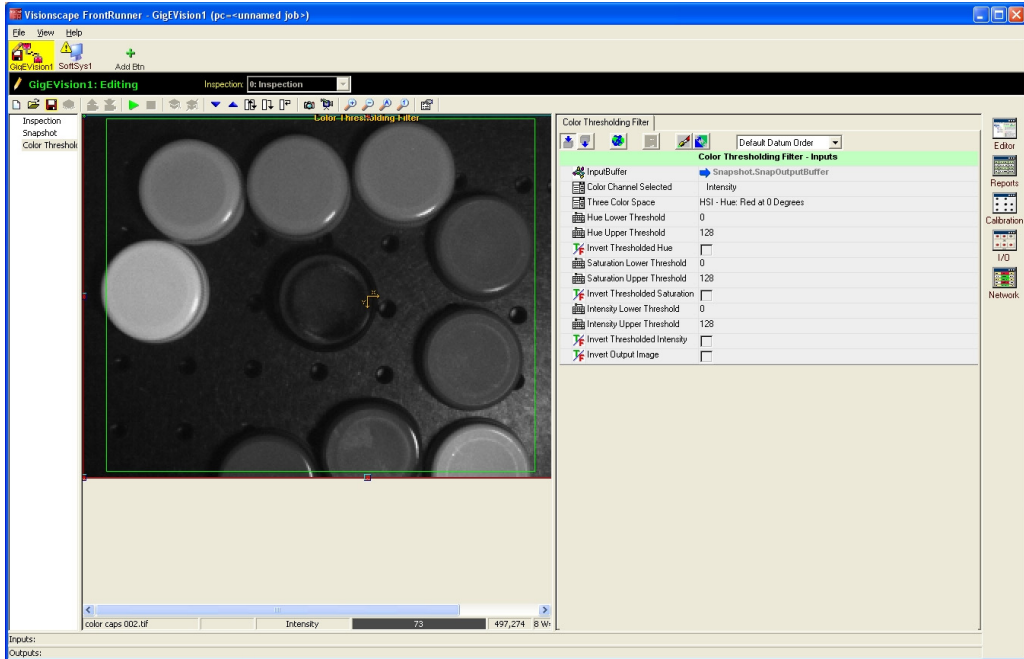 Visionscape FrontRunner - GigEVision1 (pc-<unnamed job>)
File View Help
GigEVision1 SoftSys1 Add Btn
GigEVision1: Editing Inspection: 0: Inspection
Inspection
Snapshot
Color Threshok
Color Thresholding Filter
Color Thresholding Filter
Default Datum Order
Color Thresholding Filter - Inputs
InputBuffer Snapshot.SnapOutputBuffer
Color Channel Selected Intensity
Three Color Space HSI - Hue: Red at 0 Degrees
Hue Lower Threshold 0
Hue Upper Threshold 128
Invert Thresholded Hue
Saturation Lower Threshold 0
Saturation Upper Threshold 128
Invert Thresholded Saturation
Intensity Lower Threshold 0
Intensity Upper Threshold 128
Invert Thresholded Intensity
Invert Output Image
Editor
Reports
Calibration
I/O
Network
color caps 002.tif Intensity 73 497,274 8 W:
Inputs:
Outputs: